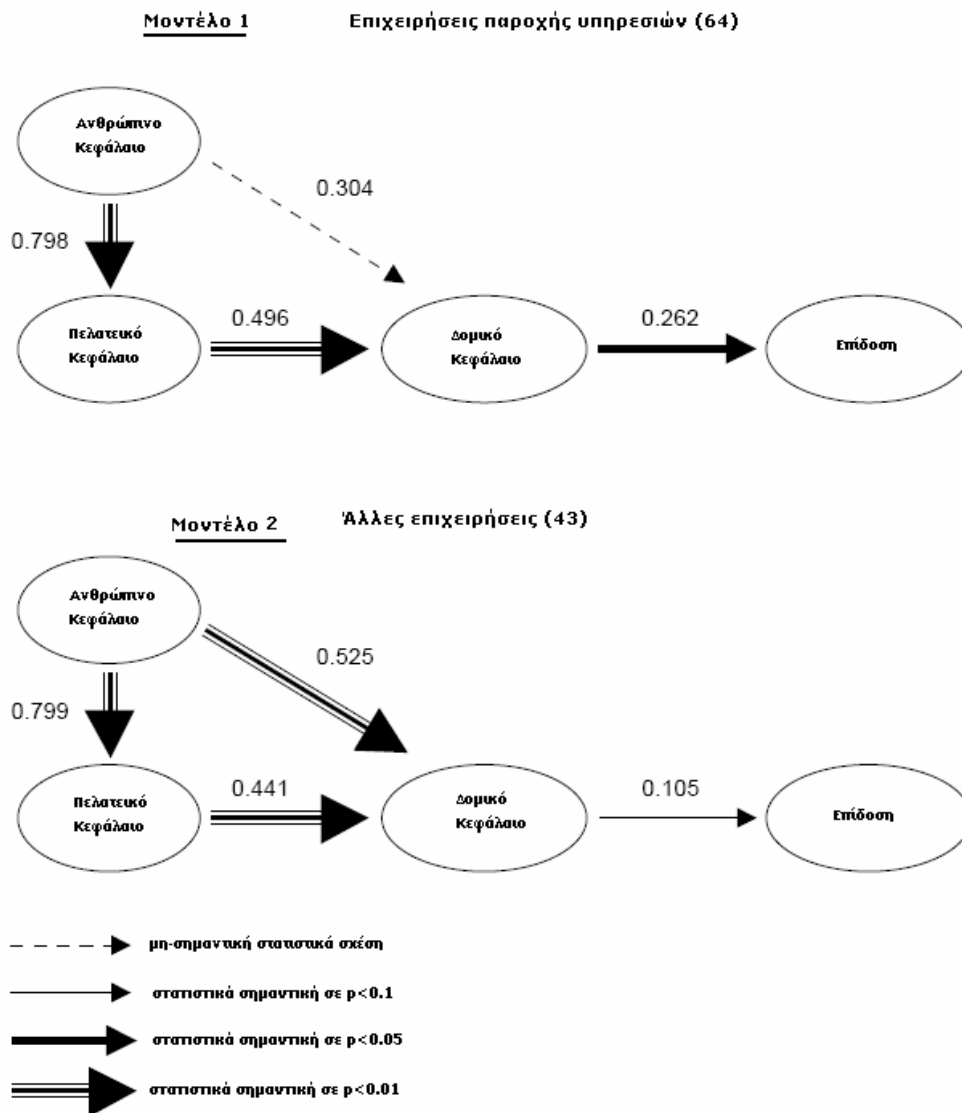 Μοντέλο 1 Επιχειρήσεις παροχής υπηρεσιών (64)
Ανθρώπινο
Κεφάλαιο
0.304
0.798
Πελατεικό
Κεφάλαιο
0.496
Δομικό
Κεφάλαιο
0.262
Επίδοση
Μοντέλο 2 Άλλες επιχειρήσεις (43)
Ανθρώπινο
Κεφάλαιο
0.525
0.799
Πελατεικό
Κεφάλαιο
0.441
Δομικό
Κεφάλαιο
0.105
Επίδοση
μη-σημαντική στατιστικά σχέση
στατιστικά σημαντική σε p<0.1
στατιστικά σημαντική σε p<0.05
στατιστικά σημαντική σε p<0.01